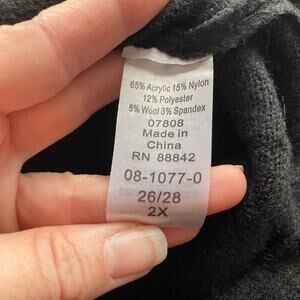 65% Acrylic 15% Nylon
12% Polyester
5% Wool 3% Spandex
07808
Made in
China
RN 88842
08-1077-0
26/28
2X